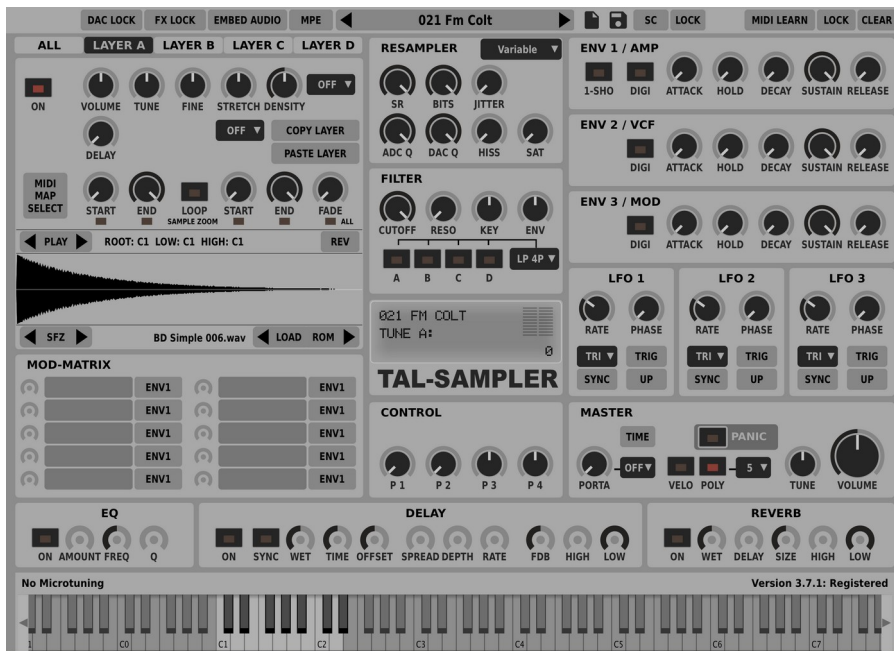 DAC LOCK FX LOCK EMBED AUDIO MPE 021 Fm Colt SC LOCK MIDI LEARN LOCK CLEAR
ALL LAYER A LAYER B LAYER C LAYER D
ON VOLUME TUNE FINE STRETCH DENSITY OFF
DELAY OFF COPY LAYER
PASTE LAYER
MIDI MAP SELECT START END LOOP START END FADE
SAMPLE ZOOM ALL
PLAY ROOT: C1 LOW: C1 HIGH: C1 REV
SFZ BD Simple 006.wav LOAD ROM
MOD-MATRIX
ENV1 ENV1
ENV1 ENV1
ENV1 ENV1
ENV1 ENV1
ENV1 ENV1
RESAMPLER Variable
SR BITS JITTER
ADC Q DAC Q HISS SAT
FILTER
CUTOFF RESO KEY ENV
A B C D LP 4P
021 FM COLT
TUNE A:
0
TAL-SAMPLER
CONTROL
P 1 P 2 P 3 P 4
ENV 1 / AMP
1-SHO DIGI ATTACK HOLD DECAY SUSTAIN RELEASE
ENV 2 / VCF
DIGI ATTACK HOLD DECAY SUSTAIN RELEASE
ENV 3 / MOD
DIGI ATTACK HOLD DECAY SUSTAIN RELEASE
LFO 1 LFO 2 LFO 3
RATE PHASE RATE PHASE RATE PHASE
TRI TRIG TRI TRIG TRI TRIG
SYNC UP SYNC UP SYNC UP
MASTER
TIME PANIC
PORTA OFF VELO POLY 5 TUNE VOLUME
EQ DELAY REVERB
ON AMOUNT FREQ Q ON SYNC WET TIME OFFSET SPREAD DEPTH RATE FDB HIGH LOW ON WET DELAY SIZE HIGH LOW
No Microtuning Version 3.7.1: Registered
1 C0 C1 C2 C3 C4 C5 C6 C7